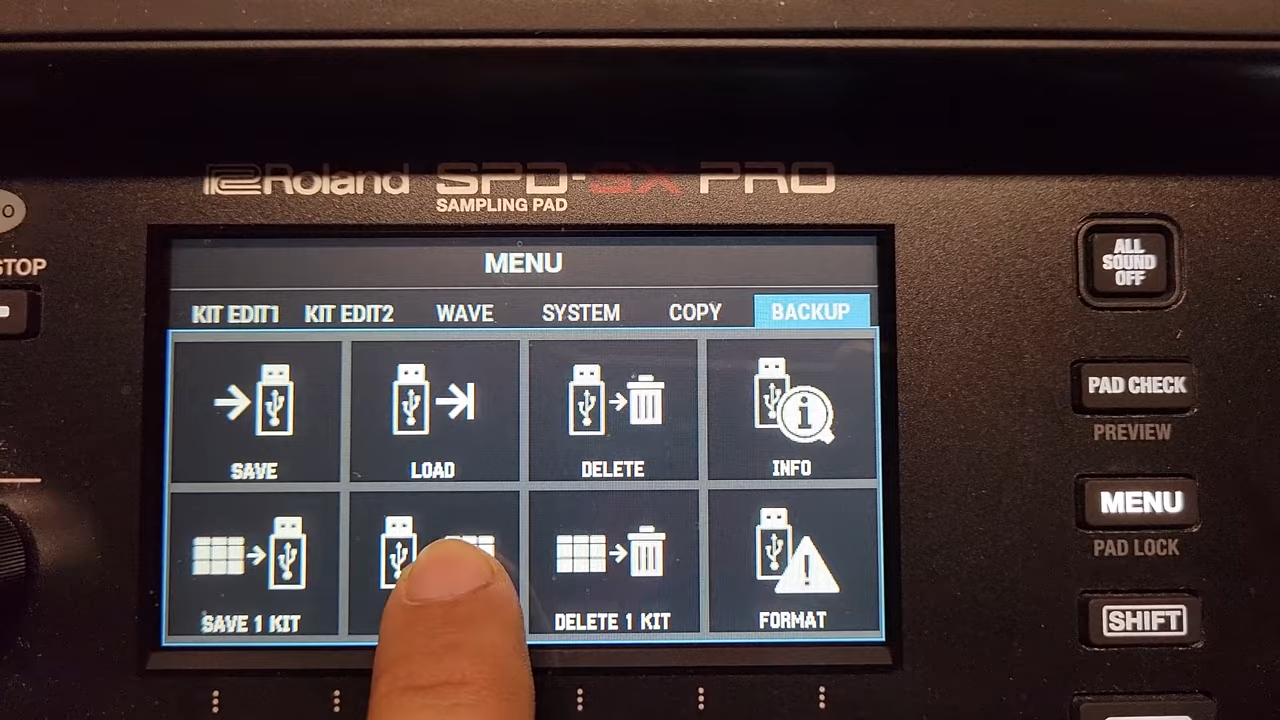 Roland SPD-SX PRO
SAMPLING PAD
STOP
MENU
KIT EDIT1 KIT EDIT2 WAVE SYSTEM COPY BACKUP
SAVE LOAD DELETE INFO
SAVE 1 KIT DELETE 1 KIT FORMAT
ALL
SOUND
OFF
PAD CHECK
PREVIEW
MENU
PAD LOCK
SHIFT